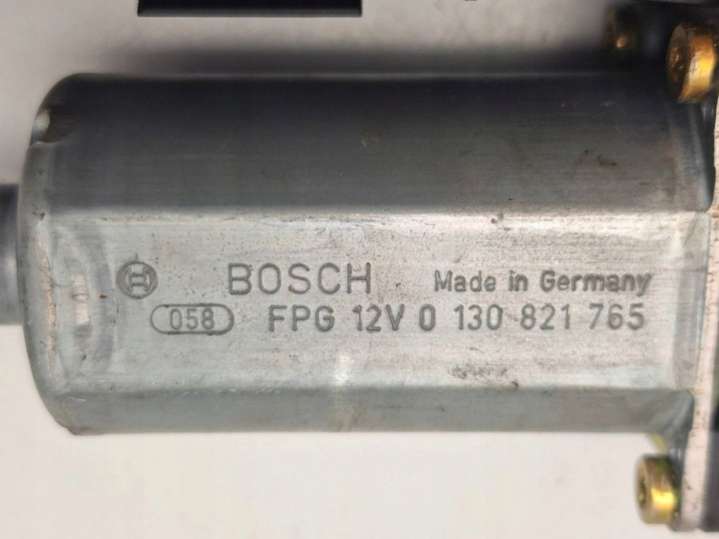 BOSCH Made in Germany
058 FPG 12V 0 130 821 765